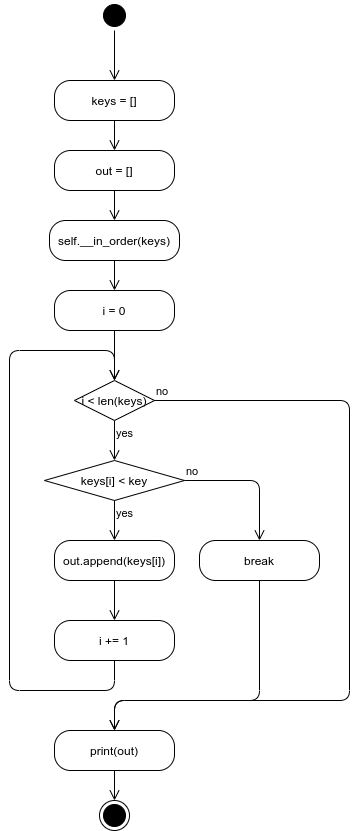 keys = []
out = []
self.__in_order(keys)
i = 0
i < len(keys)
no
yes
keys[i] < key
no
yes
out.append(keys[i])
break
i += 1
print(out)